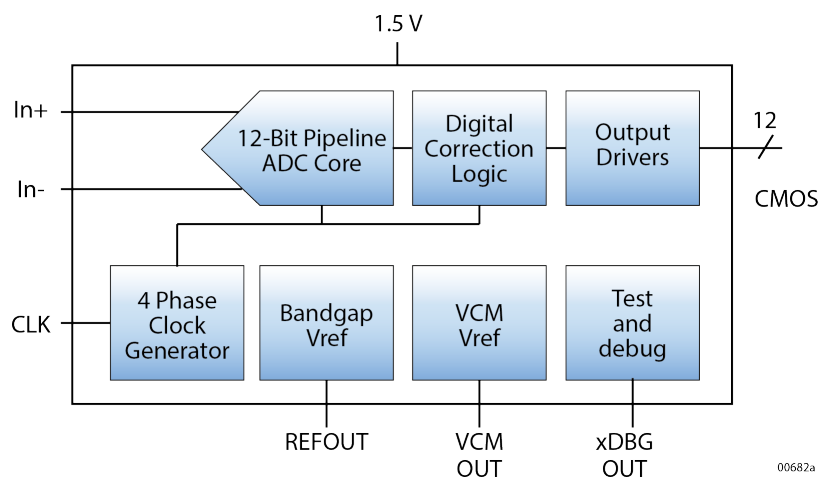 1.5 V
In+
In-
12-Bit Pipeline
ADC Core
Digital
Correction
Logic
Output
Drivers
12
CMOS
CLK
4 Phase
Clock
Generator
Bandgap
Vref
VCM
Vref
Test
and
debug
REFOUT
VCM
OUT
xDBG
OUT
00682a